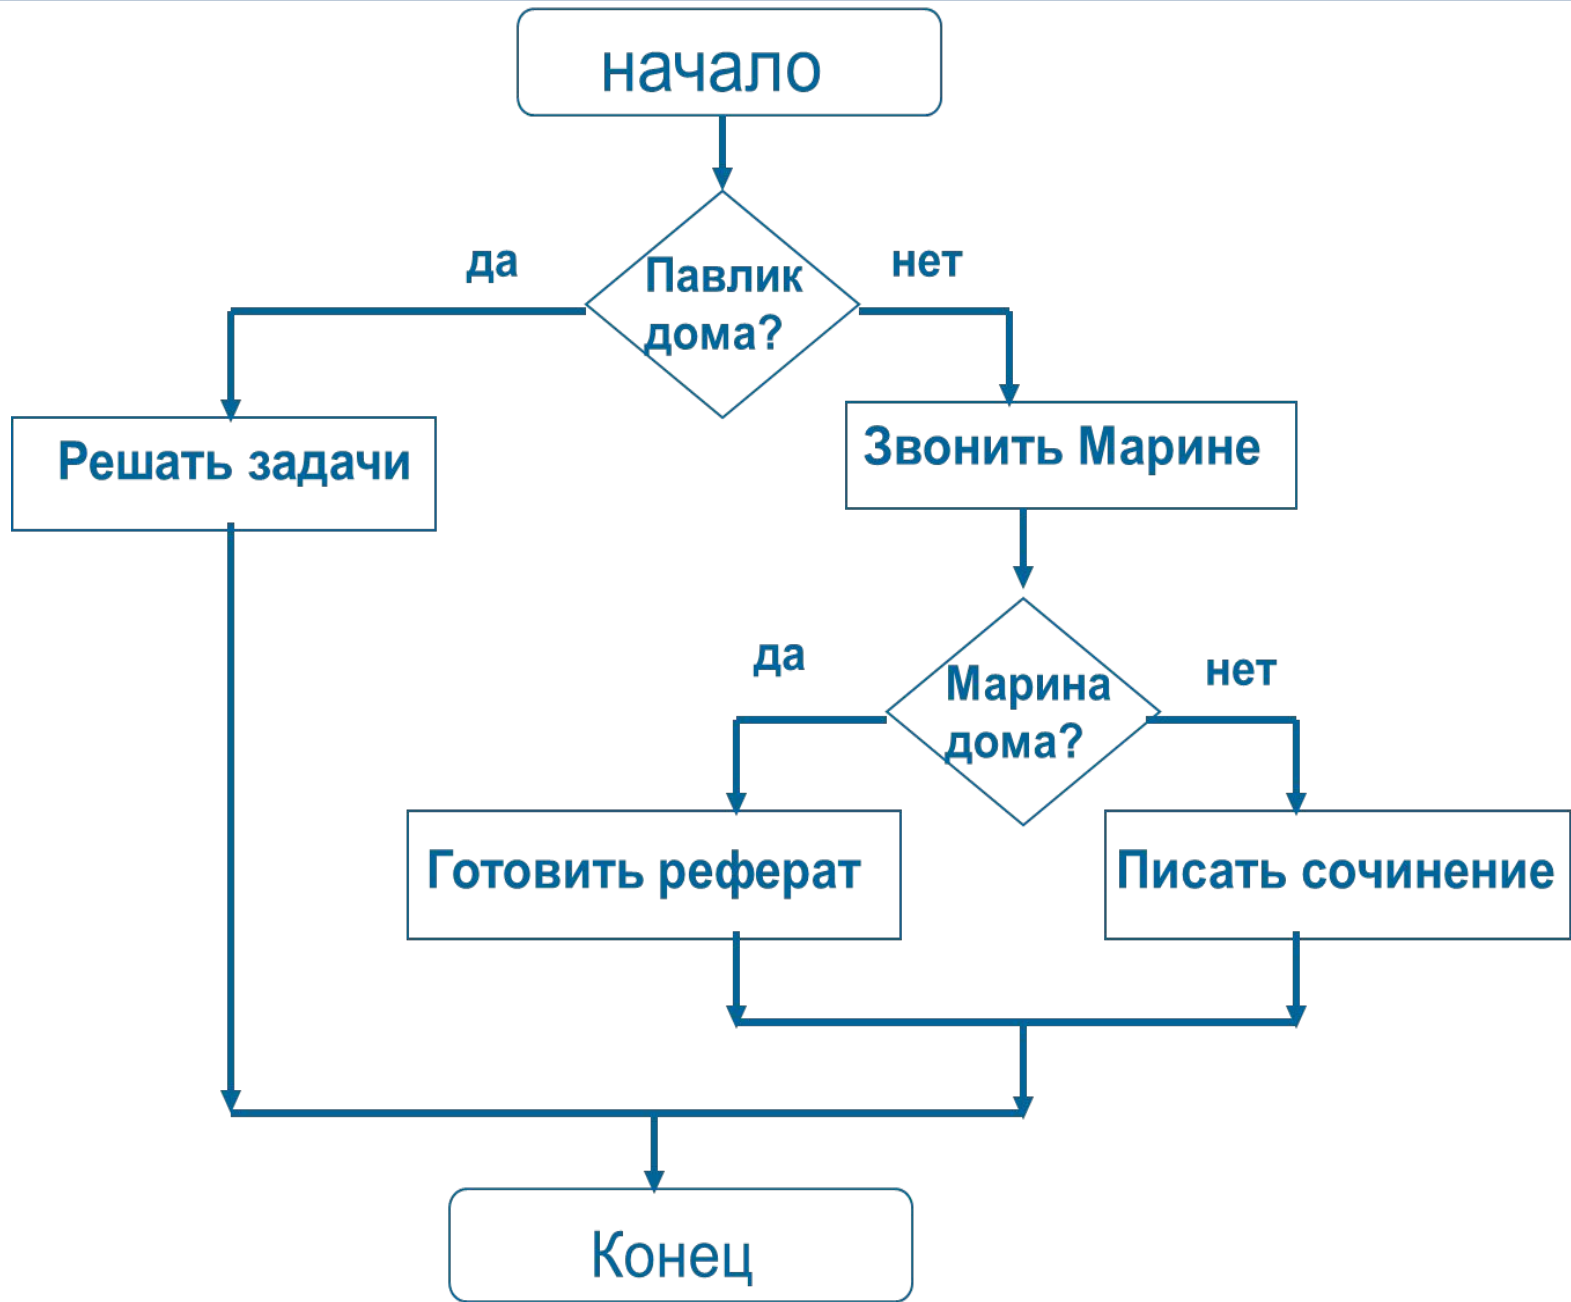 начало
да
нет
Павлик
дома?
Решать задачи
Звонить Марине
да
нет
Марина
дома?
Готовить реферат
Писать сочинение
Конец